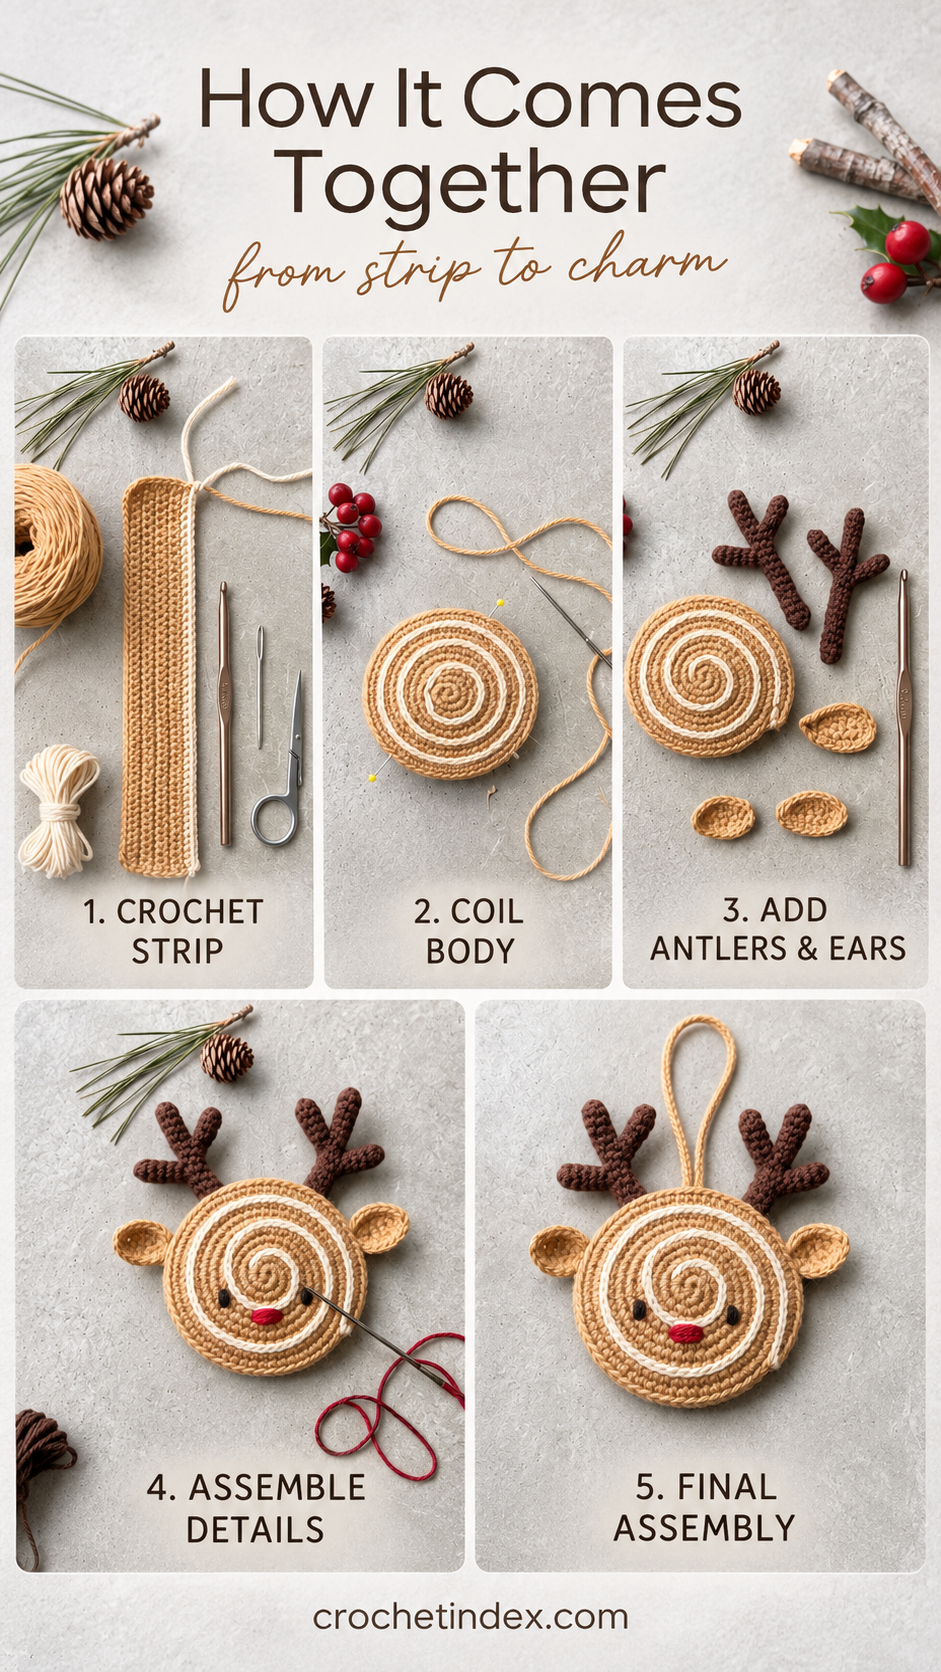 How It Comes
Together
from strip to charm
1. CROCHET
STRIP
2. COIL
BODY
3. ADD
ANTLERS & EARS
4. ASSEMBLE
DETAILS
5. FINAL
ASSEMBLY
crochetindex.com